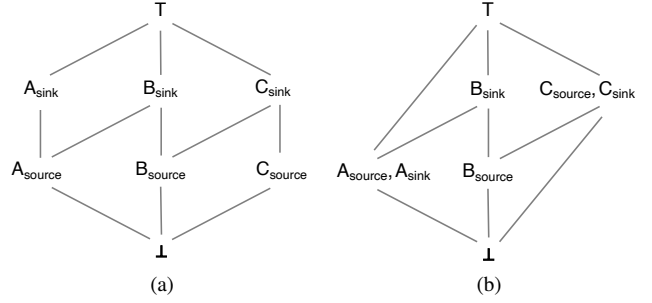 T T
A_sink B_sink C_sink B_sink C_source, C_sink
A_source B_source C_source A_source, A_sink B_source
⊥ ⊥
(a) (b)